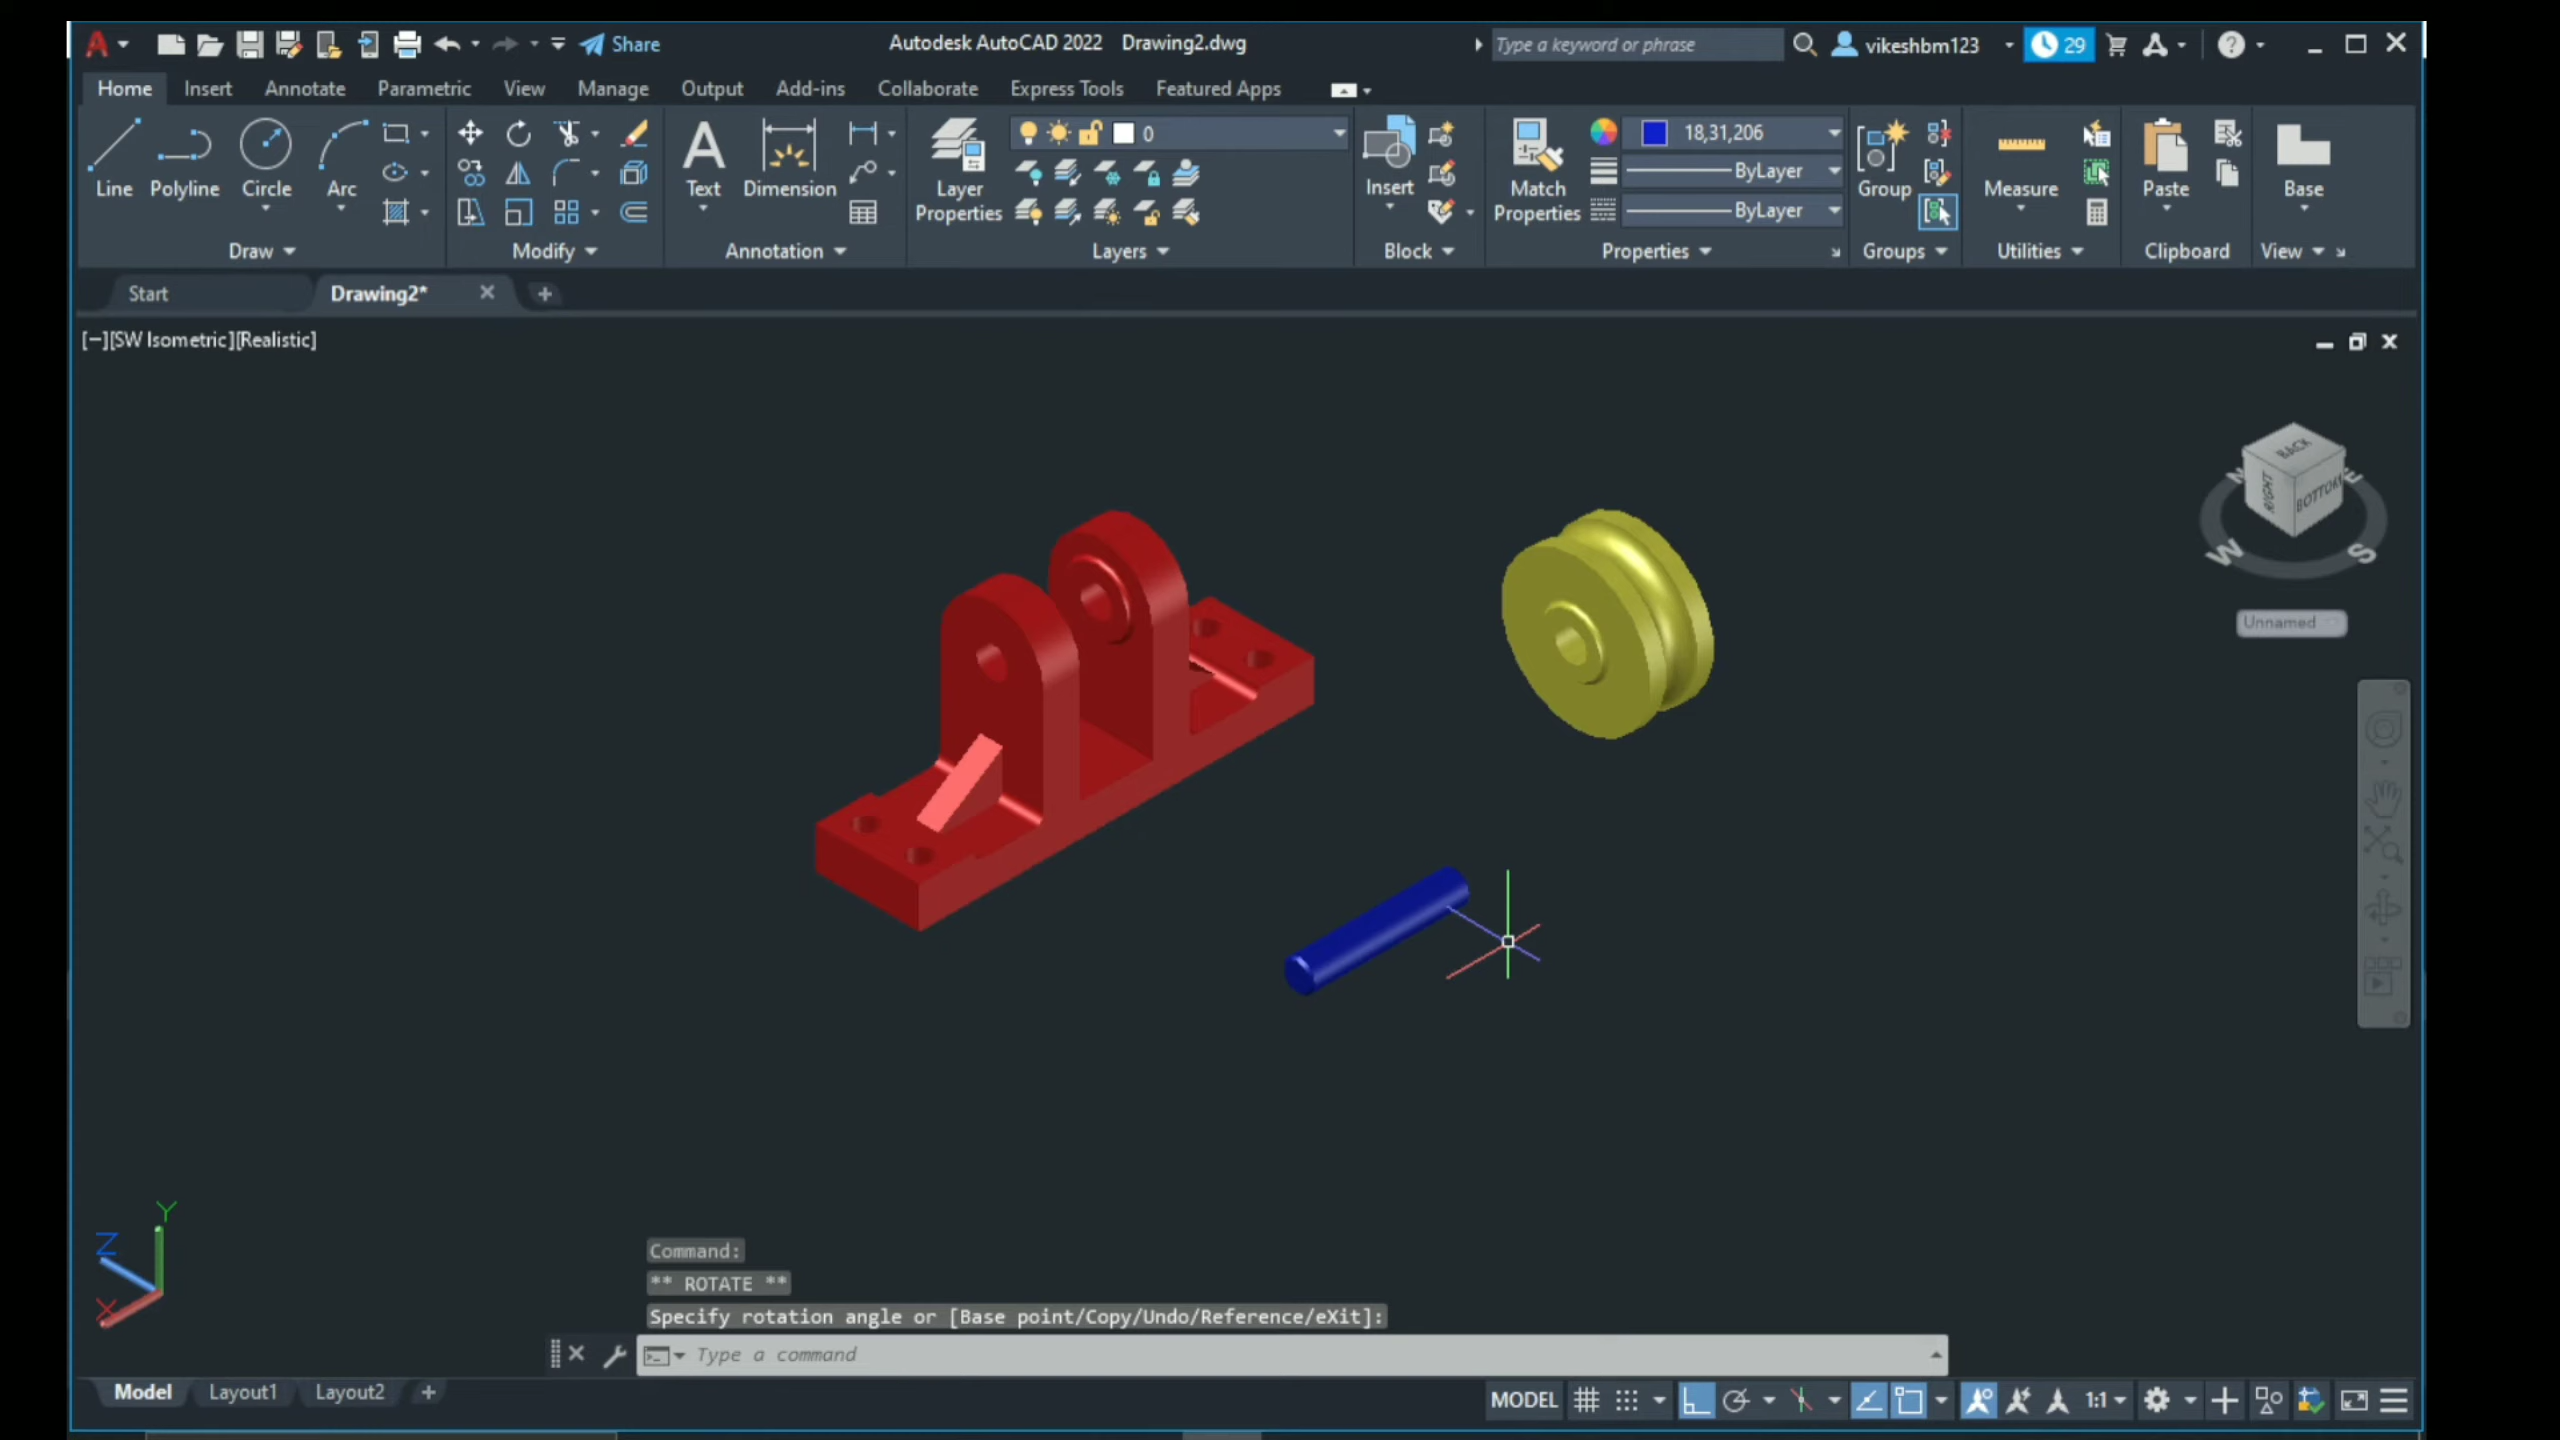 Share
Autodesk AutoCAD 2022 Drawing2.dwg
Type a keyword or phrase
vikeshbm123
29
Home Insert Annotate Parametric View Manage Output Add-ins Collaborate Express Tools Featured Apps
Line Polyline Circle Arc
Draw
Modify
Text Dimension
Annotation
Layer Properties
0
Layers
Insert
Block
Match Properties
18,31,206
ByLayer
ByLayer
Properties
Group
Groups
Measure
Utilities
Paste
Clipboard
Base
View
Start Drawing2*
[−][SW Isometric][Realistic]
BACK
RIGHT
BOTTOM
N
E
W
S
Unnamed
Y
Z
X
Command:
** ROTATE **
Specify rotation angle or [Base point/Copy/Undo/Reference/eXit]:
Type a command
Model Layout1 Layout2
MODEL
1:1